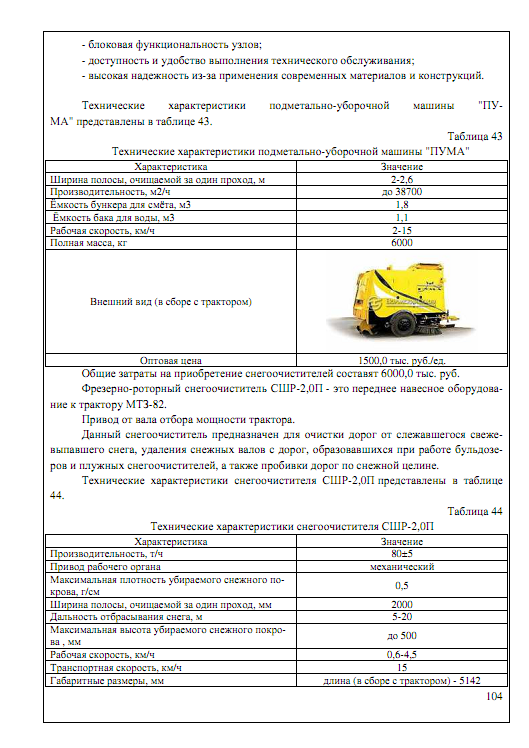 - блоковая функциональность узлов;
- доступность и удобство выполнения технического обслуживания;
- высокая надежность из-за применения современных материалов и конструкций.
Технические характеристики подметально-уборочной машины "ПУ-
МА" представлены в таблице 43.
Таблица 43
Технические характеристики подметально-уборочной машины "ПУМА"
Характеристика Значение
Ширина полосы, очищаемой за один проход, м 2-2,6
Производительность, м2/ч до 38700
Ёмкость бункера для смёта, м3 1,8
Ёмкость бака для воды, м3 1,1
Рабочая скорость, км/ч 2-15
Полная масса, кг 6000
Внешний вид (в сборе с трактором)
Оптовая цена 1500,0 тыс. руб./ед.
Общие затраты на приобретение снегоочистителей составят 6000,0 тыс. руб.
Фрезерно-роторный снегоочиститель СШР-2,0П - это переднее навесное оборудова-
ние к трактору МТЗ-82.
Привод от вала отбора мощности трактора.
Данный снегоочиститель предназначен для очистки дорог от слежавшегося свеже-
выпавшего снега, удаления снежных валов с дорог, образовавшихся при работе бульдозе-
ров и плужных снегоочистителей, а также пробивки дорог по снежной целине.
Технические характеристики снегоочистителя СШР-2,0П представлены в таблице
44.
Таблица 44
Технические характеристики снегоочистителя СШР-2,0П
Характеристика Значение
Производительность, т/ч 80±5
Привод рабочего органа механический
Максимальная плотность убираемого снежного по-
крова, г/см 0,5
Ширина полосы, очищаемой за один проход, мм 2000
Дальность отбрасывания снега, м 5-20
Максимальная высота убираемого снежного покро-
ва , мм до 500
Рабочая скорость, км/ч 0,6-4,5
Транспортная скорость, км/ч 15
Габаритные размеры, мм длина (в сборе с трактором) - 5142
104